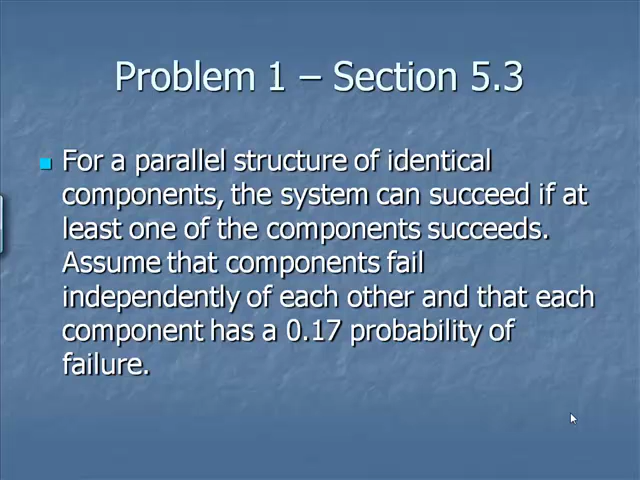 Problem 1 – Section 5.3
For a parallel structure of identical
components, the system can succeed if at
least one of the components succeeds.
Assume that components fail
independently of each other and that each
component has a 0.17 probability of
failure.